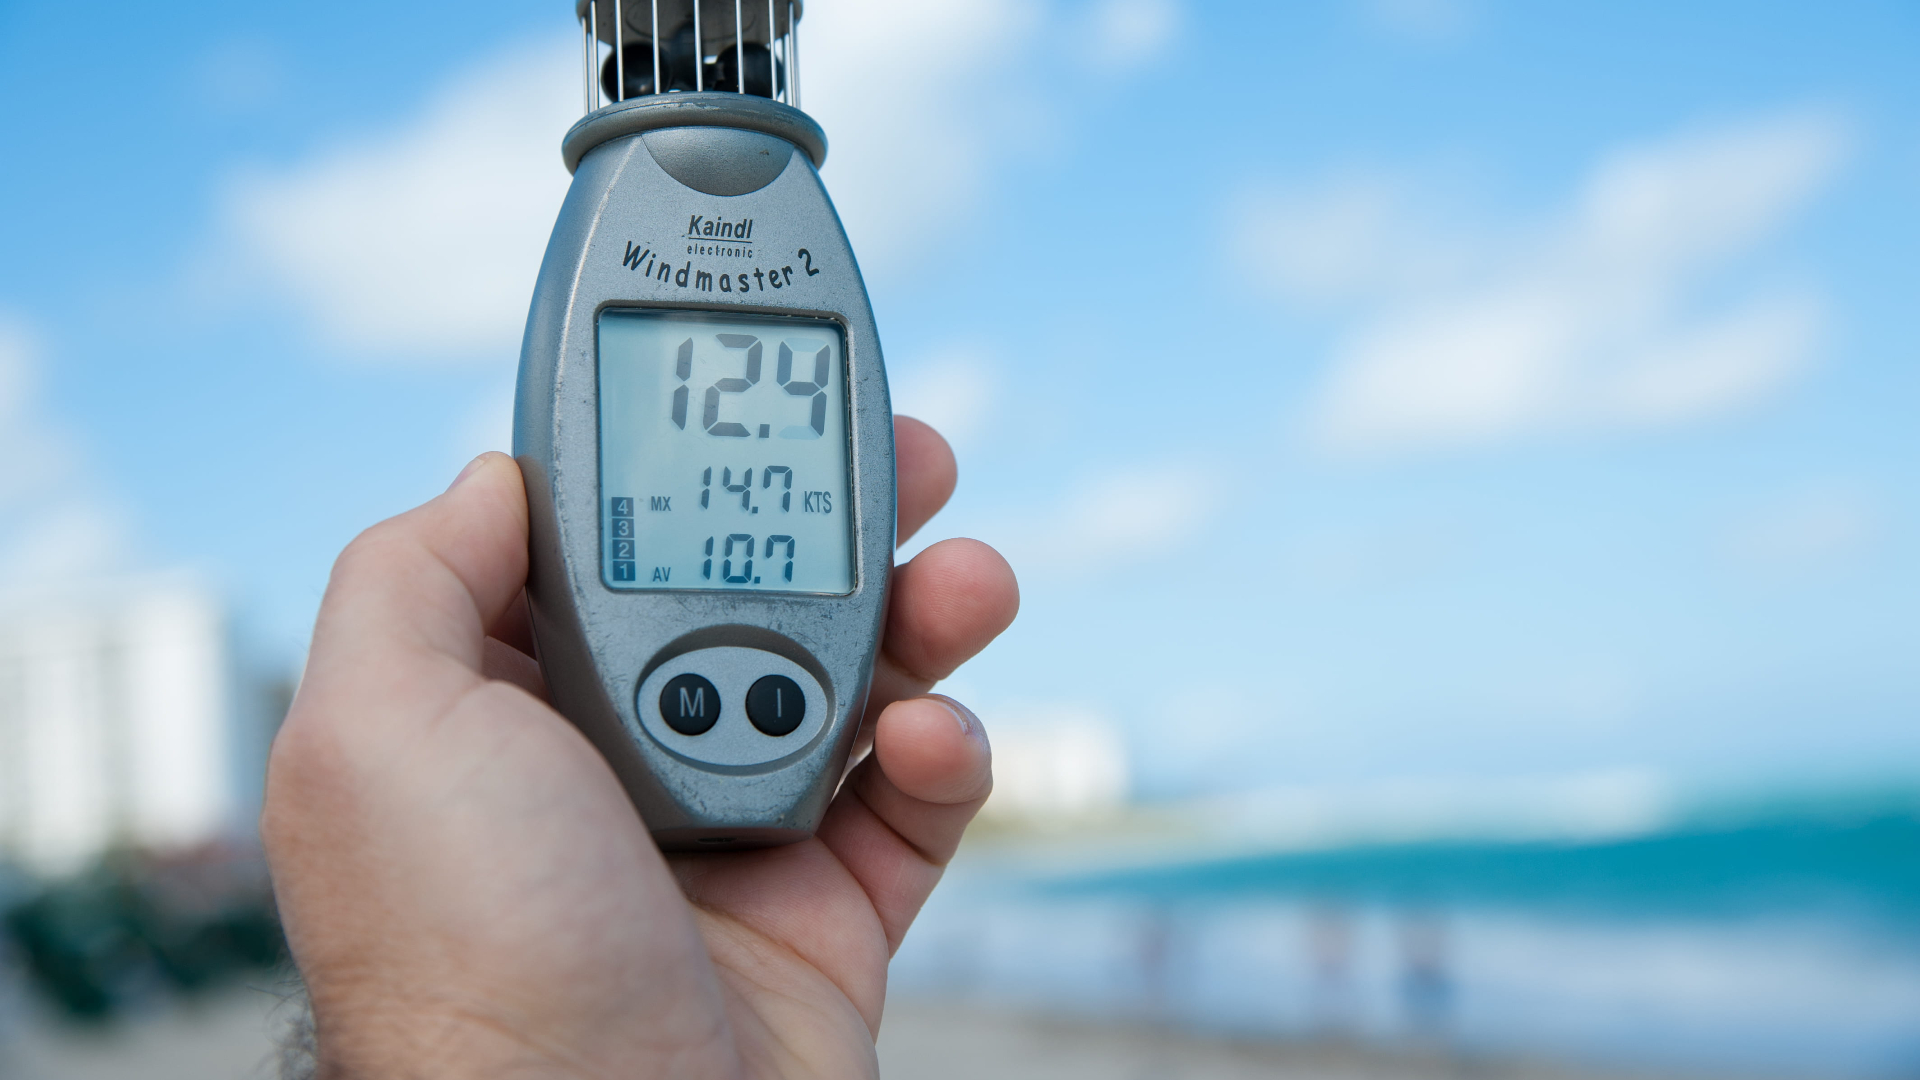 Kaindl
electronic
Windmaster 2
12.4
4 MX 14.7 KTS
3
2
1 AV 10.7
M I